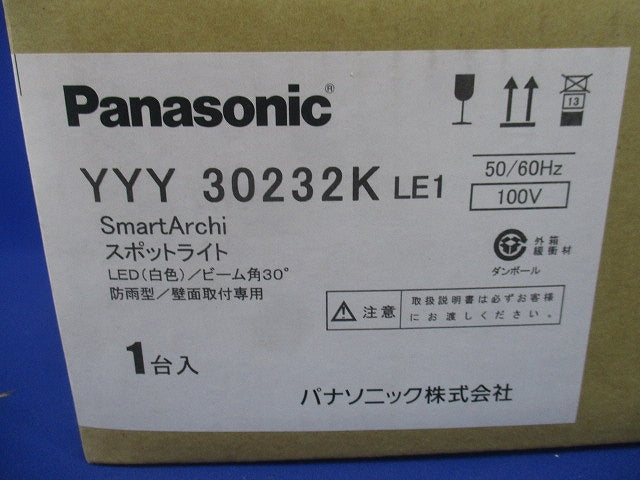 Panasonic®
13
YYY 30232K LE1
50/60Hz
100V
SmartArchi
スポットライト
LED(白色)/ビーム角30°
防雨型/壁面取付専用
外箱
緩衝材
ダンボール
注意
取扱説明書は必ずお客様
にお渡しください。
1台入
パナソニック株式会社